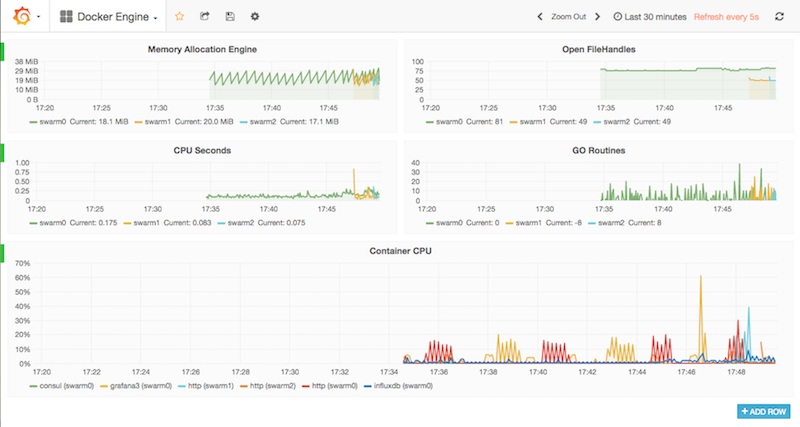 Docker Engine
Zoom Out
Last 30 minutes
Refresh every 5s
Memory Allocation Engine
38 MiB
29 MiB
19 MiB
10 MiB
0 B
17:20 17:25 17:30 17:35 17:40 17:45
swarm0 Current: 18.1 MiB swarm1 Current: 20.0 MiB swarm2 Current: 17.1 MiB
Open FileHandles
100
75
50
25
0
17:20 17:25 17:30 17:35 17:40 17:45
swarm0 Current: 81 swarm1 Current: 49 swarm2 Current: 49
CPU Seconds
1.00
0.75
0.50
0.25
0
17:20 17:25 17:30 17:35 17:40 17:45
swarm0 Current: 0.175 swarm1 Current: 0.083 swarm2 Current: 0.075
GO Routines
40
30
20
10
0
17:20 17:25 17:30 17:35 17:40 17:45
swarm0 Current: 0 swarm1 Current: -8 swarm2 Current: 8
Container CPU
70%
60%
50%
40%
30%
20%
10%
0%
17:20 17:22 17:24 17:26 17:28 17:30 17:32 17:34 17:36 17:38 17:40 17:42 17:44 17:46 17:48
consul (swarm0) grafana3 (swarm0) http (swarm1) http (swarm2) http (swarm0) influxdb (swarm0)
+ ADD ROW